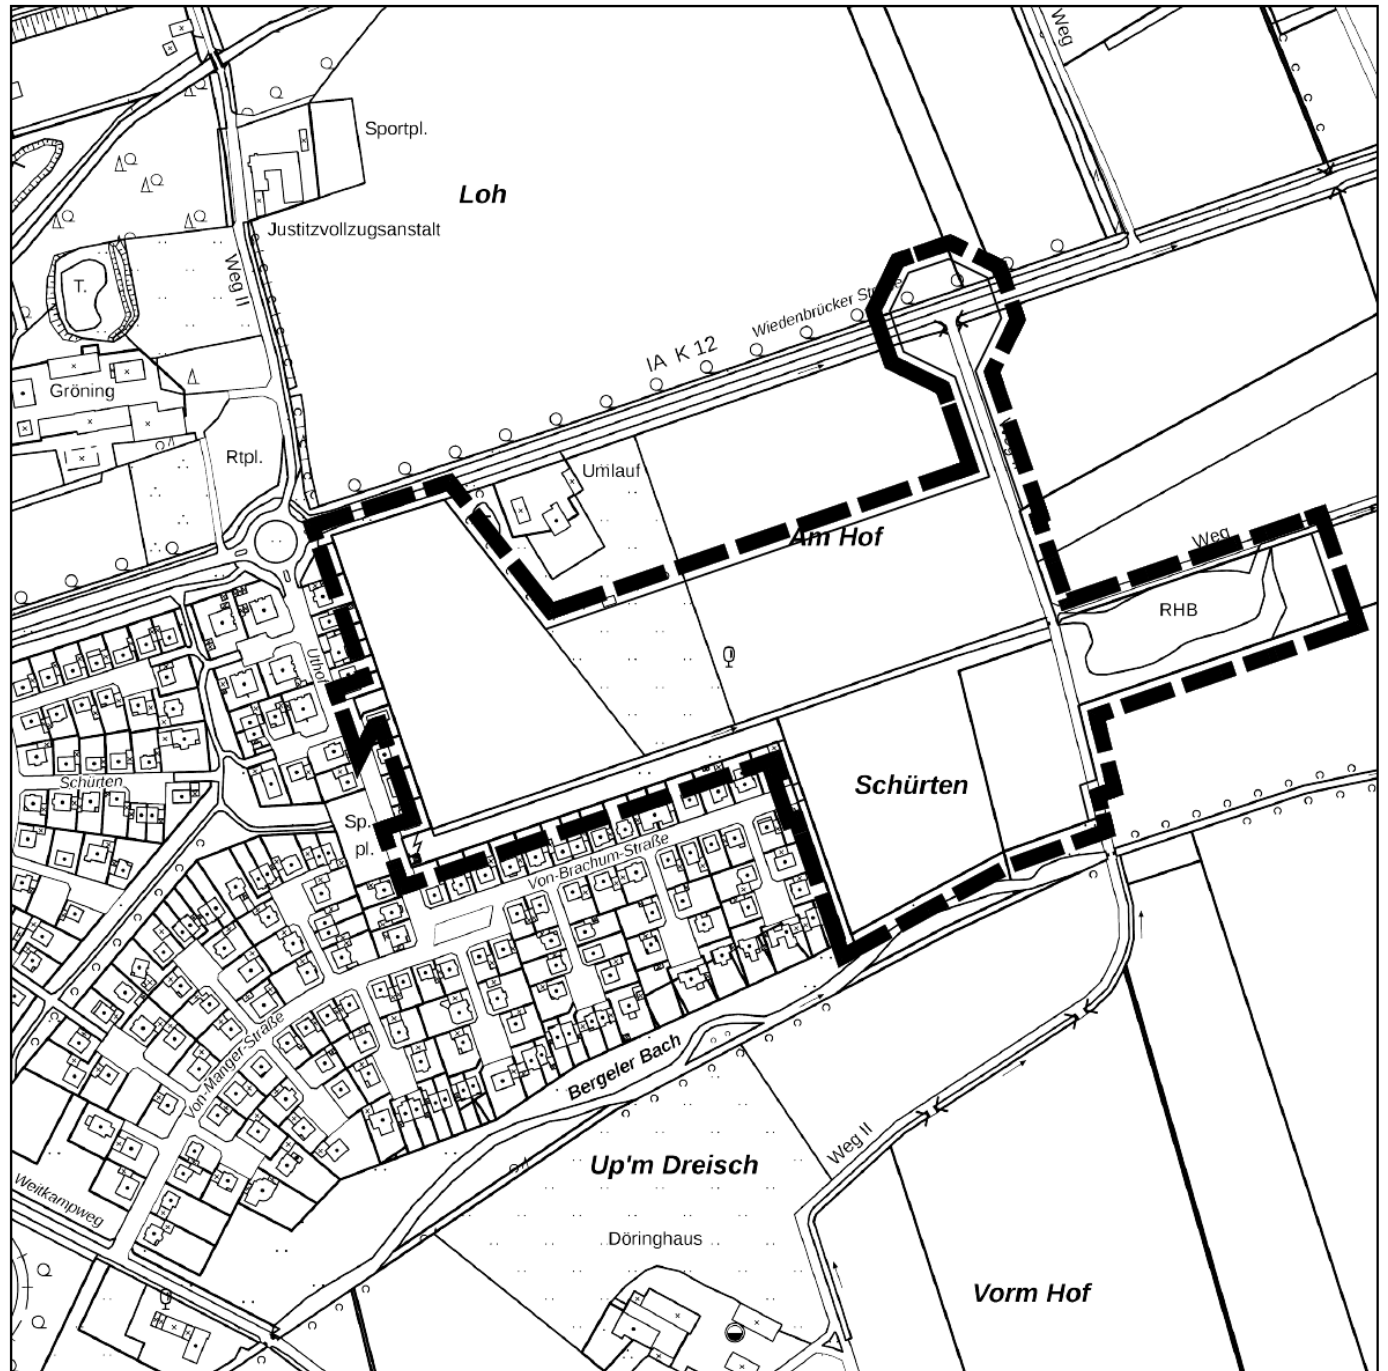 Weg
Sportpl.
Loh
Justitzvollzugsanstalt
Weg II
T.
Wiedenbrücker Straße
IA K 12
Gröning
Rtpl.
Umlauf
Am Hof
Weg
RHB
Uthof
Schürten
Schürten
Sp.
pl.
Von-Brachum-Straße
Von-Manger-Straße
Bergeler Bach
Up'm Dreisch
Weg II
Weitkampweg
Döringhaus
Vorm Hof